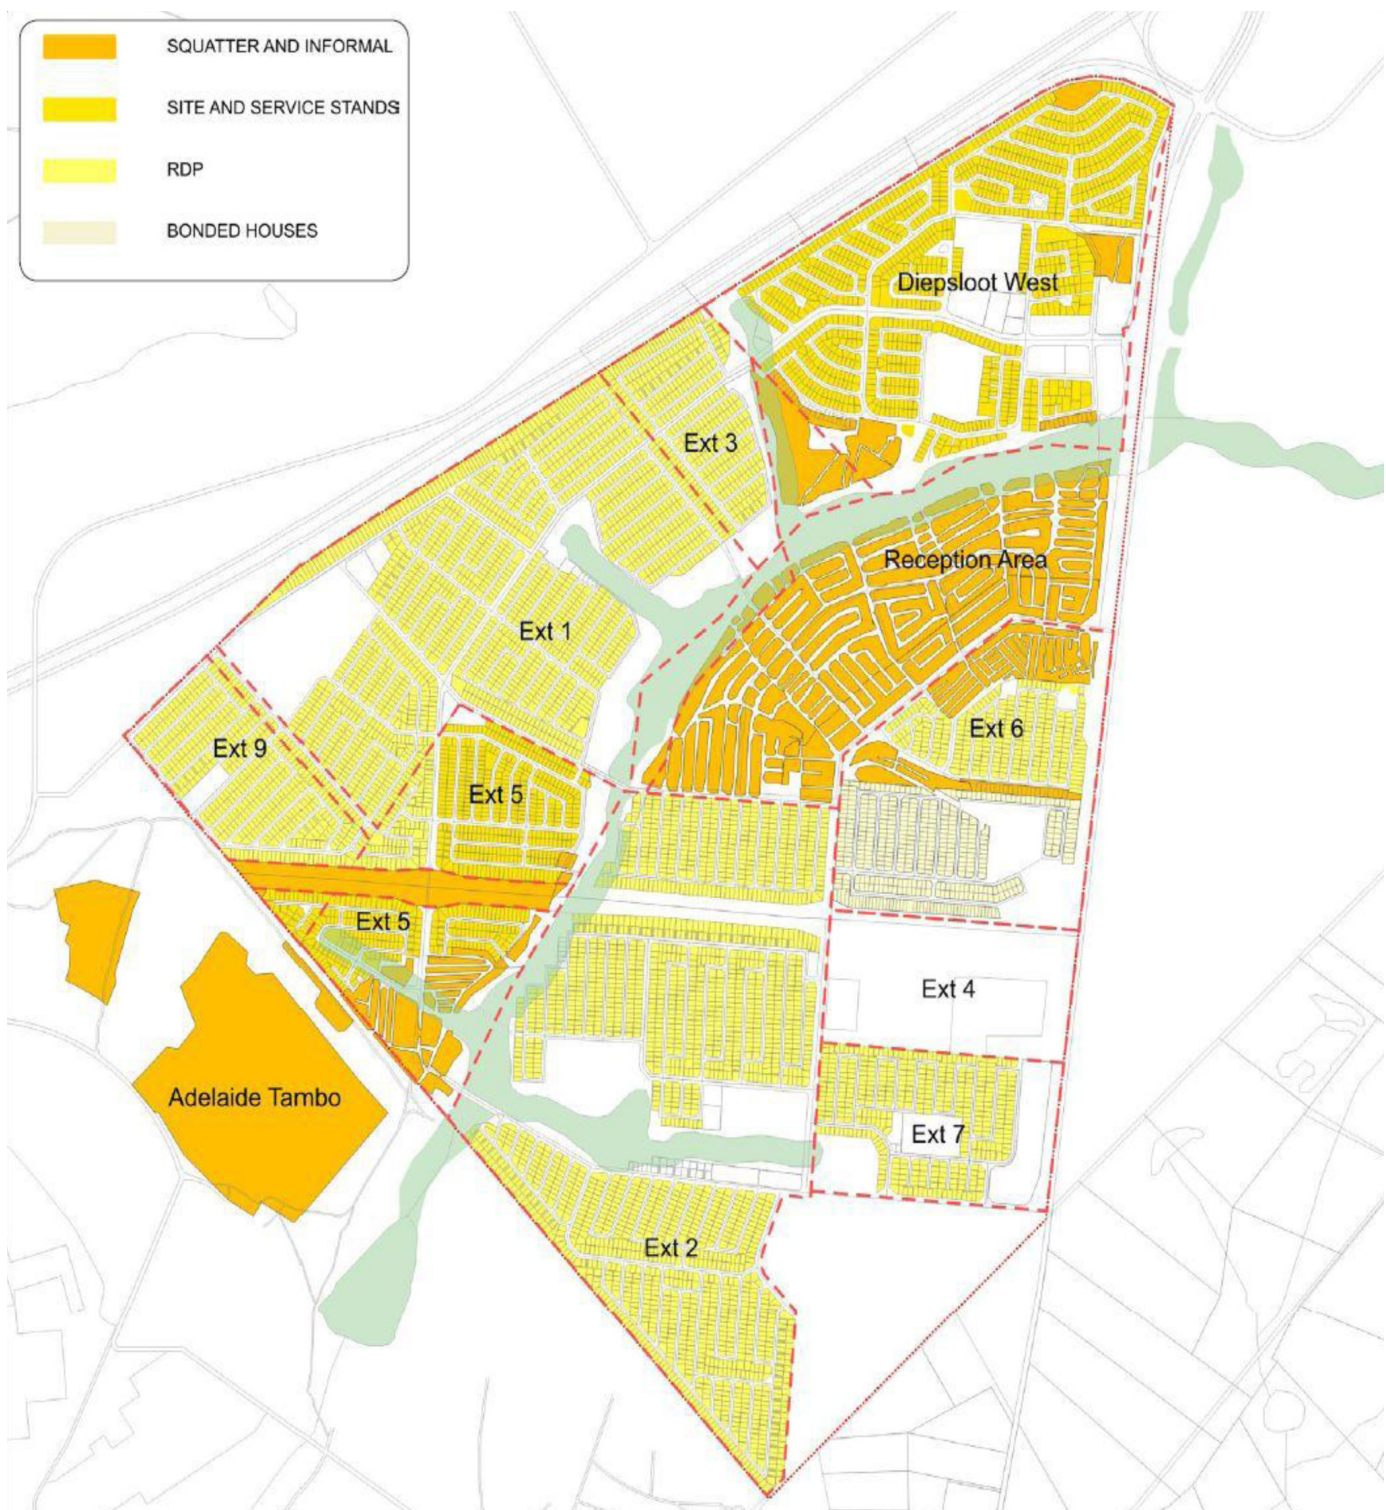 SQUATTER AND INFORMAL
SITE AND SERVICE STANDS
RDP
BONDED HOUSES
Diepsloot West
Ext 3
Reception Area
Ext 1
Ext 6
Ext 9
Ext 5
Ext 5
Ext 4
Adelaide Tambo
Ext 7
Ext 2